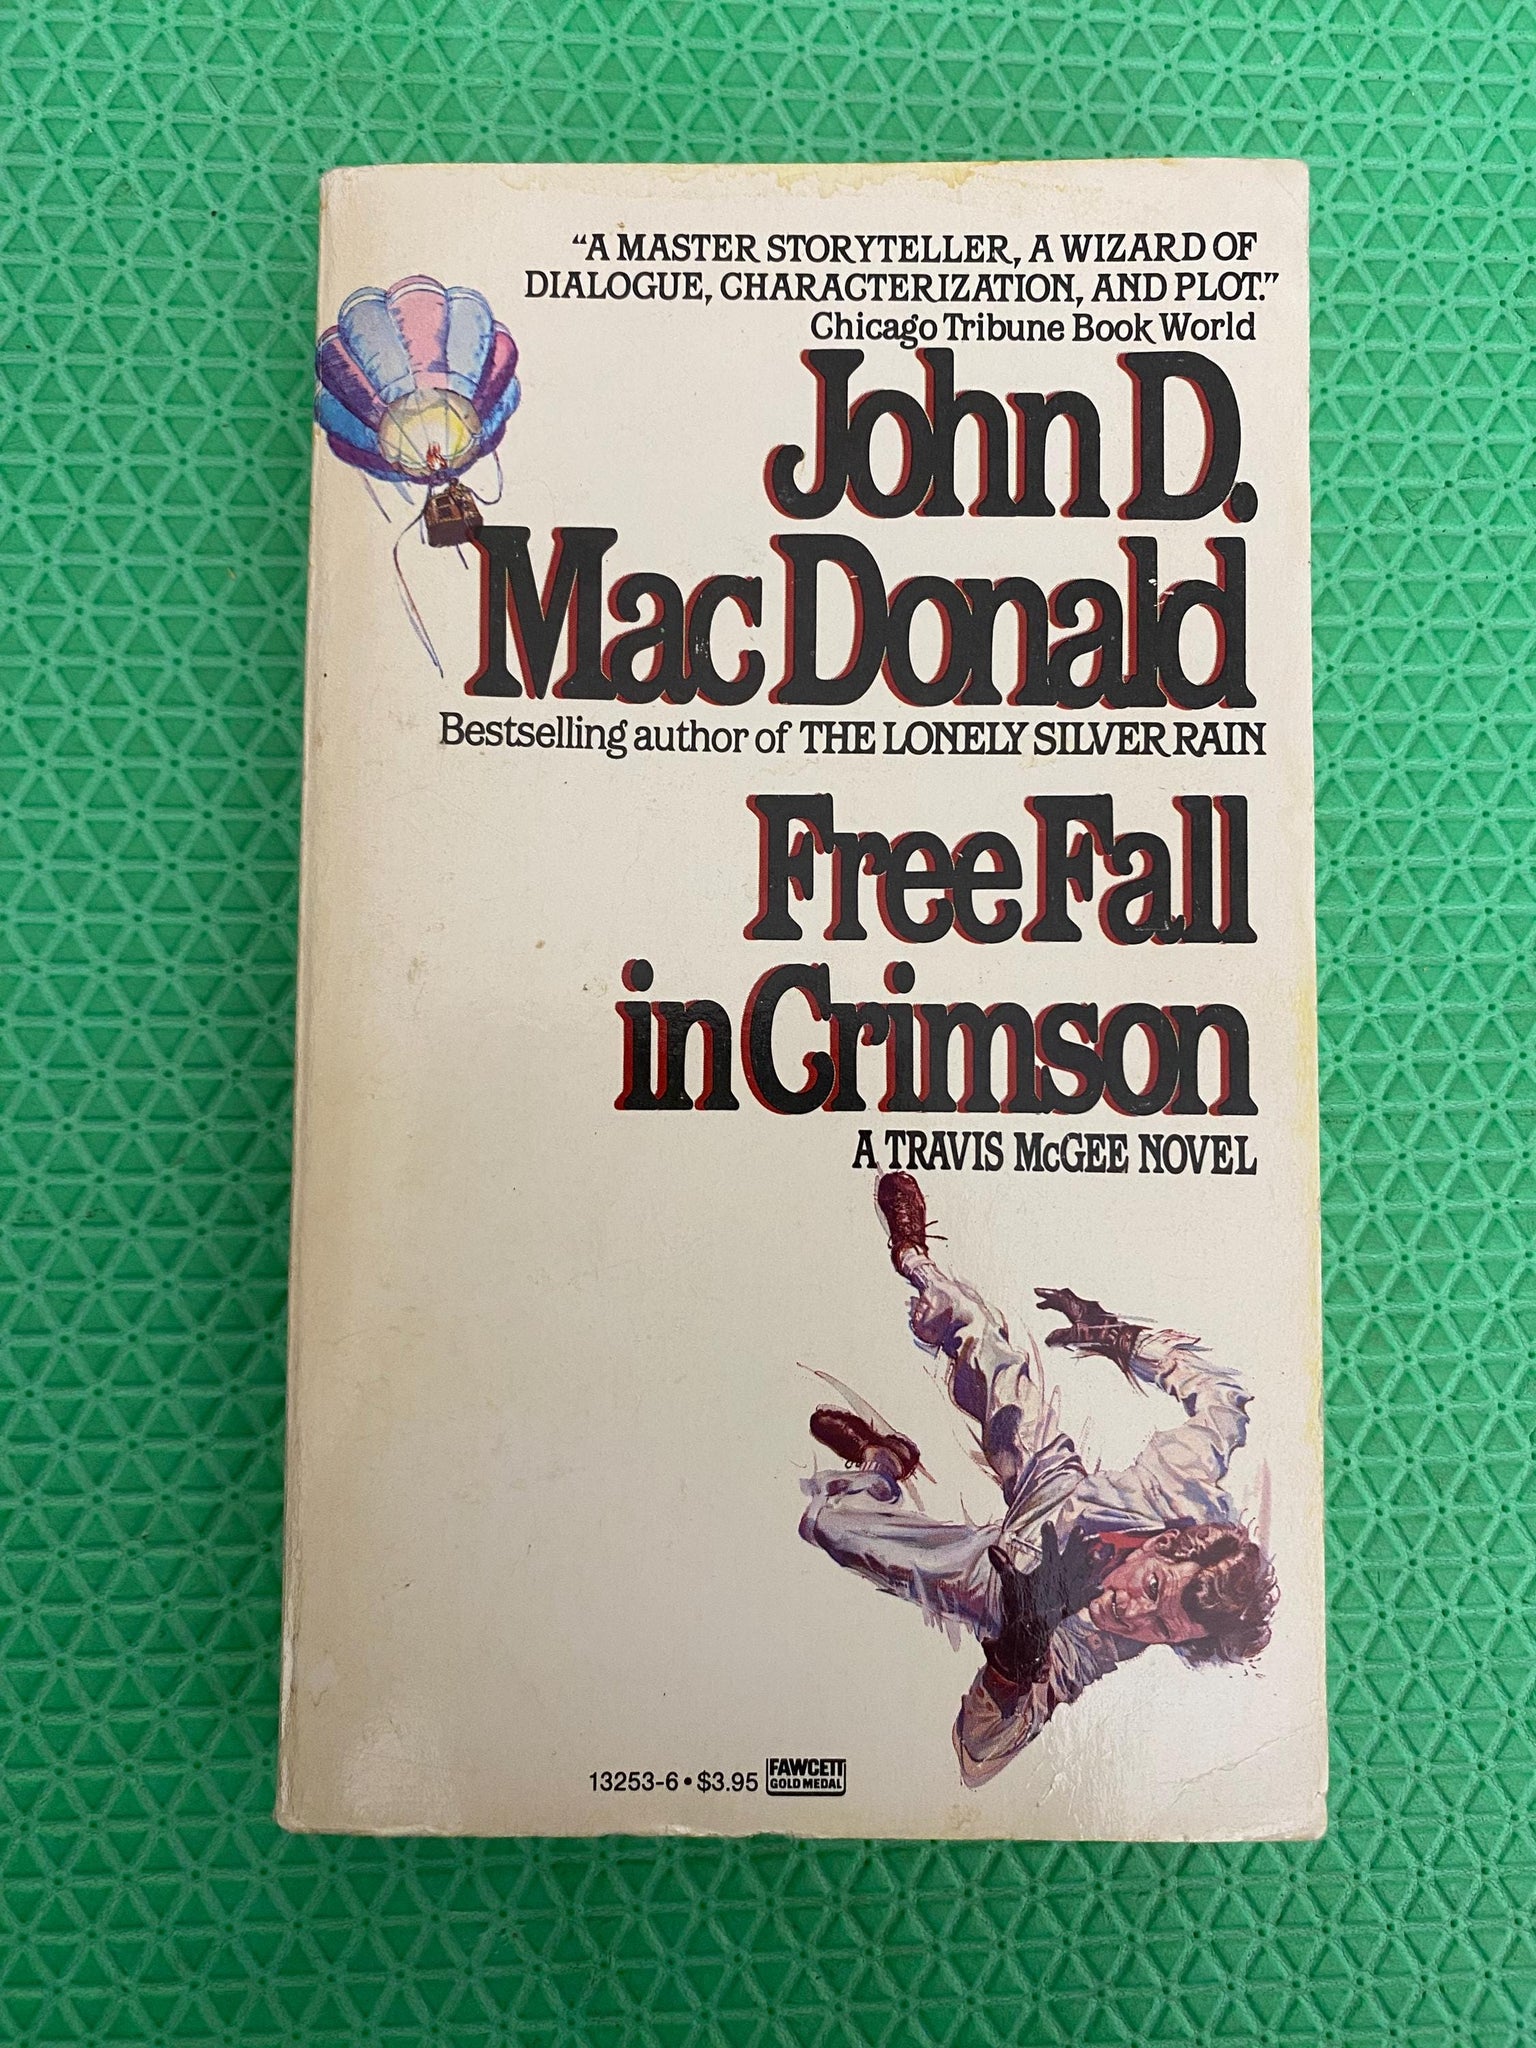 “A MASTER STORYTELLER, A WIZARD OF
DIALOGUE, CHARACTERIZATION, AND PLOT.”
Chicago Tribune Book World
John D.
MacDonald
Bestselling author of THE LONELY SILVER RAIN
Free Fall
in Crimson
A TRAVIS McGEE NOVEL
13253-6 • $3.95 FAWCETT
GOLD MEDAL